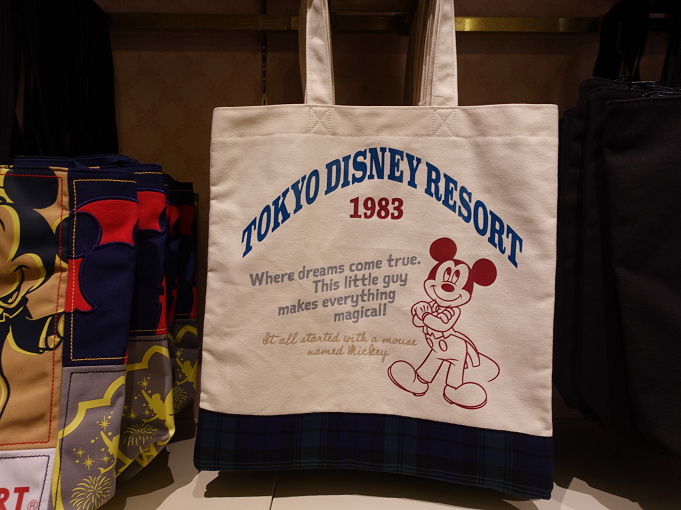 TOKYO DISNEY RESORT
1983
Where dreams come true.
This little guy
makes everything
magical!
It all started with a mouse
named Mickey
RT®